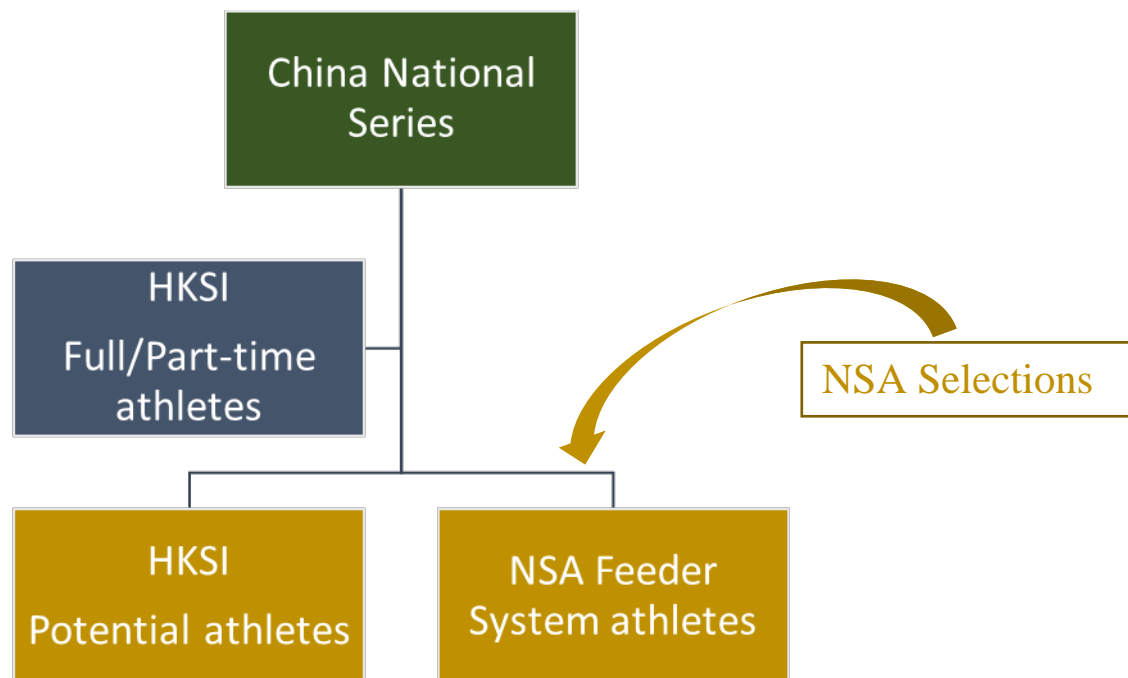 China National
Series
HKSI
Full/Part-time
athletes
NSA Selections
HKSI
Potential athletes
NSA Feeder
System athletes